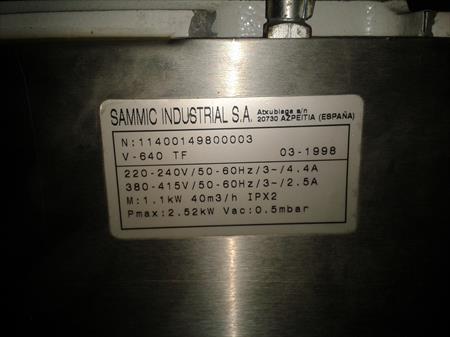 SAMMIC INDUSTRIAL S.A. Atxubiaga s/n
20730 AZPEITIA (ESPAÑA)
N:11400149800003
V-640 TF 03-1998
220-240V/50-60Hz/3~/4.4A
380-415V/50-60Hz/3~/2.5A
M:1.1kW 40m3/h IPX2
Pmax:2.52kW Vac:0.5mbar